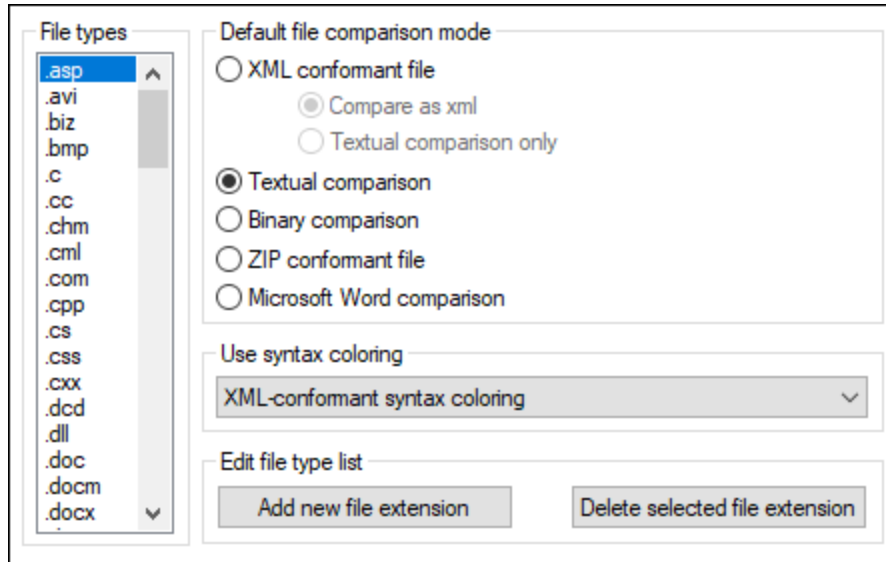 File types
.asp
.avi
.biz
.bmp
.c
.cc
.chm
.cml
.com
.cpp
.cs
.css
.cxx
.dcd
.dll
.doc
.docm
.docx
Default file comparison mode
XML conformant file
Compare as xml
Textual comparison only
Textual comparison
Binary comparison
ZIP conformant file
Microsoft Word comparison
Use syntax coloring
XML-conformant syntax coloring
Edit file type list
Add new file extension
Delete selected file extension